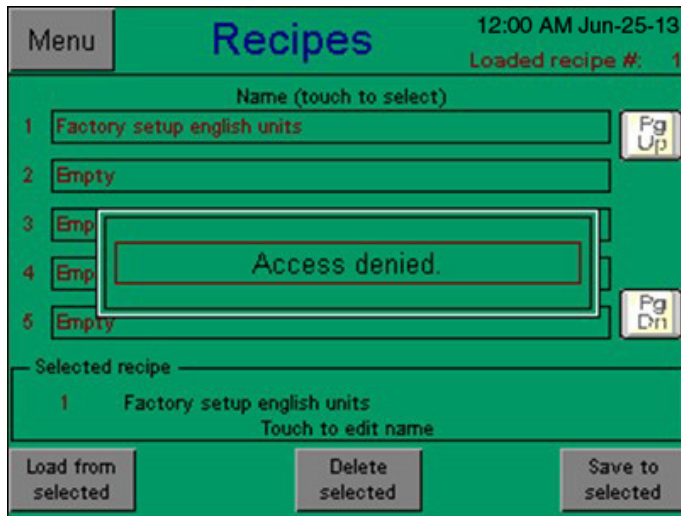 Menu
Recipes
12:00 AM Jun-25-13
Loaded recipe #: 1
Name (touch to select)
1 Factory setup english units
Pg Up
2 Empty
3 Emp
Access denied.
4 Emp
5 Empty
Pg Dn
Selected recipe
1 Factory setup english units
Touch to edit name
Load from
selected
Delete
selected
Save to
selected